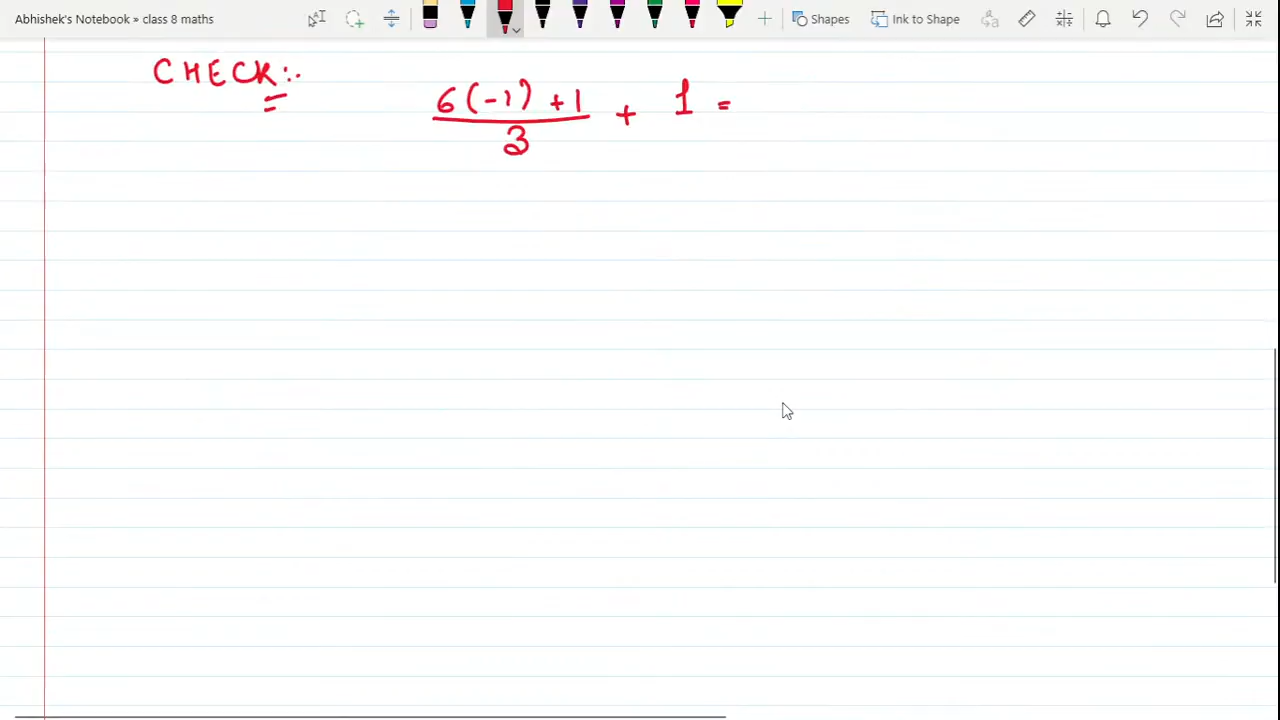 Abhishek's Notebook » class 8 maths
Shapes
Ink to Shape
CHECK:.
6(-1) +1
3
+ 1 =